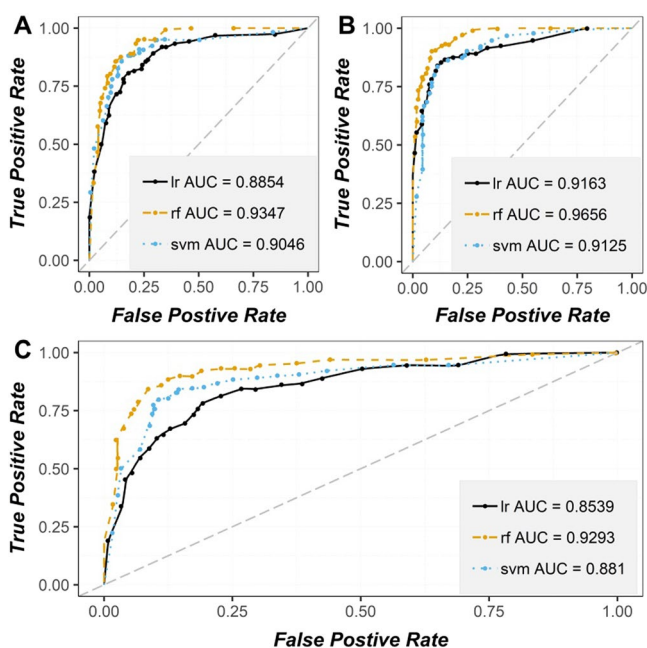 A
True Positive Rate
1.00
0.75
0.50
0.25
0.00
lr AUC = 0.8854
rf AUC = 0.9347
svm AUC = 0.9046
0.00 0.25 0.50 0.75 1.00
False Postive Rate
B
True Positive Rate
1.00
0.75
0.50
0.25
0.00
lr AUC = 0.9163
rf AUC = 0.9656
svm AUC = 0.9125
0.00 0.25 0.50 0.75 1.00
False Postive Rate
C
True Positive Rate
1.00
0.75
0.50
0.25
0.00
lr AUC = 0.8539
rf AUC = 0.9293
svm AUC = 0.881
0.00 0.25 0.50 0.75 1.00
False Postive Rate